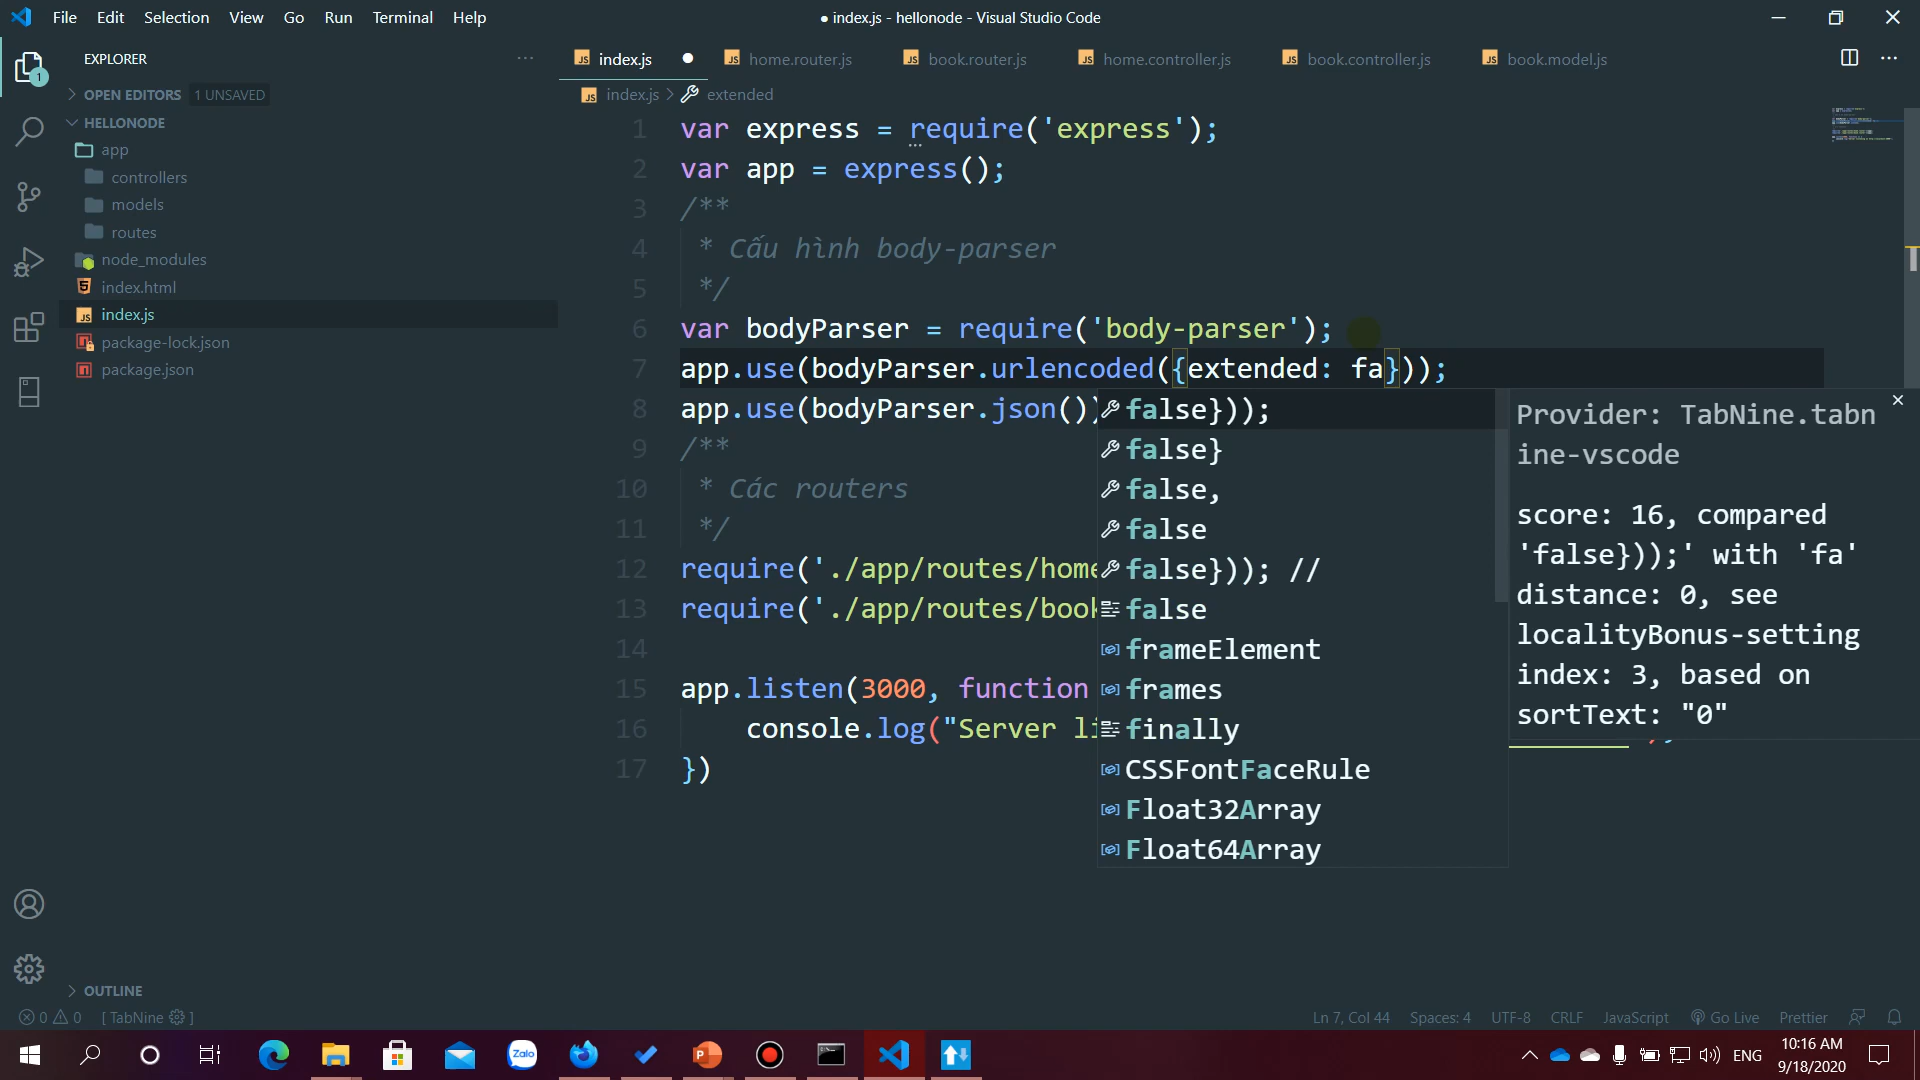 File Edit Selection View Go Run Terminal Help
● index.js - hellonode - Visual Studio Code
EXPLORER
index.js home.router.js book.router.js home.controller.js book.controller.js book.model.js
OPEN EDITORS 1 UNSAVED
HELLONODE
app
controllers
models
routes
node_modules
index.html
index.js
package-lock.json
package.json
OUTLINE
index.js > extended
1 var express = require('express');
2 var app = express();
3 /**
4 * Cấu hình body-parser
5 */
6 var bodyParser = require('body-parser');
7 app.use(bodyParser.urlencoded({extended: fa}));
8 app.use(bodyParser.json())
9 /**
10 * Các routers
11 */
12 require('./app/routes/home
13 require('./app/routes/book
14
15 app.listen(3000, function
16 console.log("Server li
17 })
false}));
false}
false,
false
false})); //
false
frameElement
frames
finally
CSSFontFaceRule
Float32Array
Float64Array
Provider: TabNine.tabn
ine-vscode
score: 16, compared
'false}));' with 'fa'
distance: 0, see
localityBonus-setting
index: 3, based on
sortText: "0"
0 0 [ TabNine ]
Ln 7, Col 44 Spaces: 4 UTF-8 CRLF JavaScript Go Live Prettier
Zalo
ENG
10:16 AM
9/18/2020